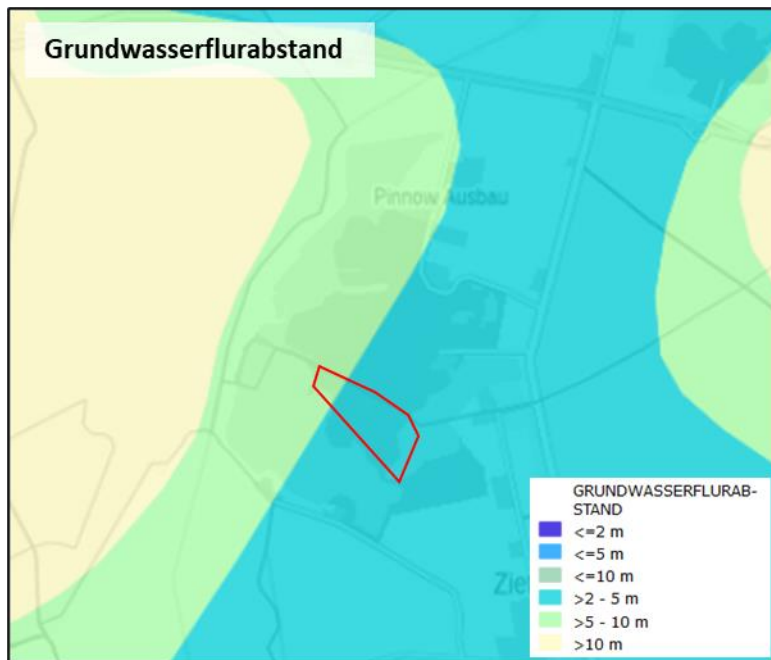 Grundwasserflurabstand
Pinnow Ausbau
GRUNDWASSERFLURAB-
STAND
<=2 m
<=5 m
<=10 m
>2 - 5 m
>5 - 10 m
>10 m